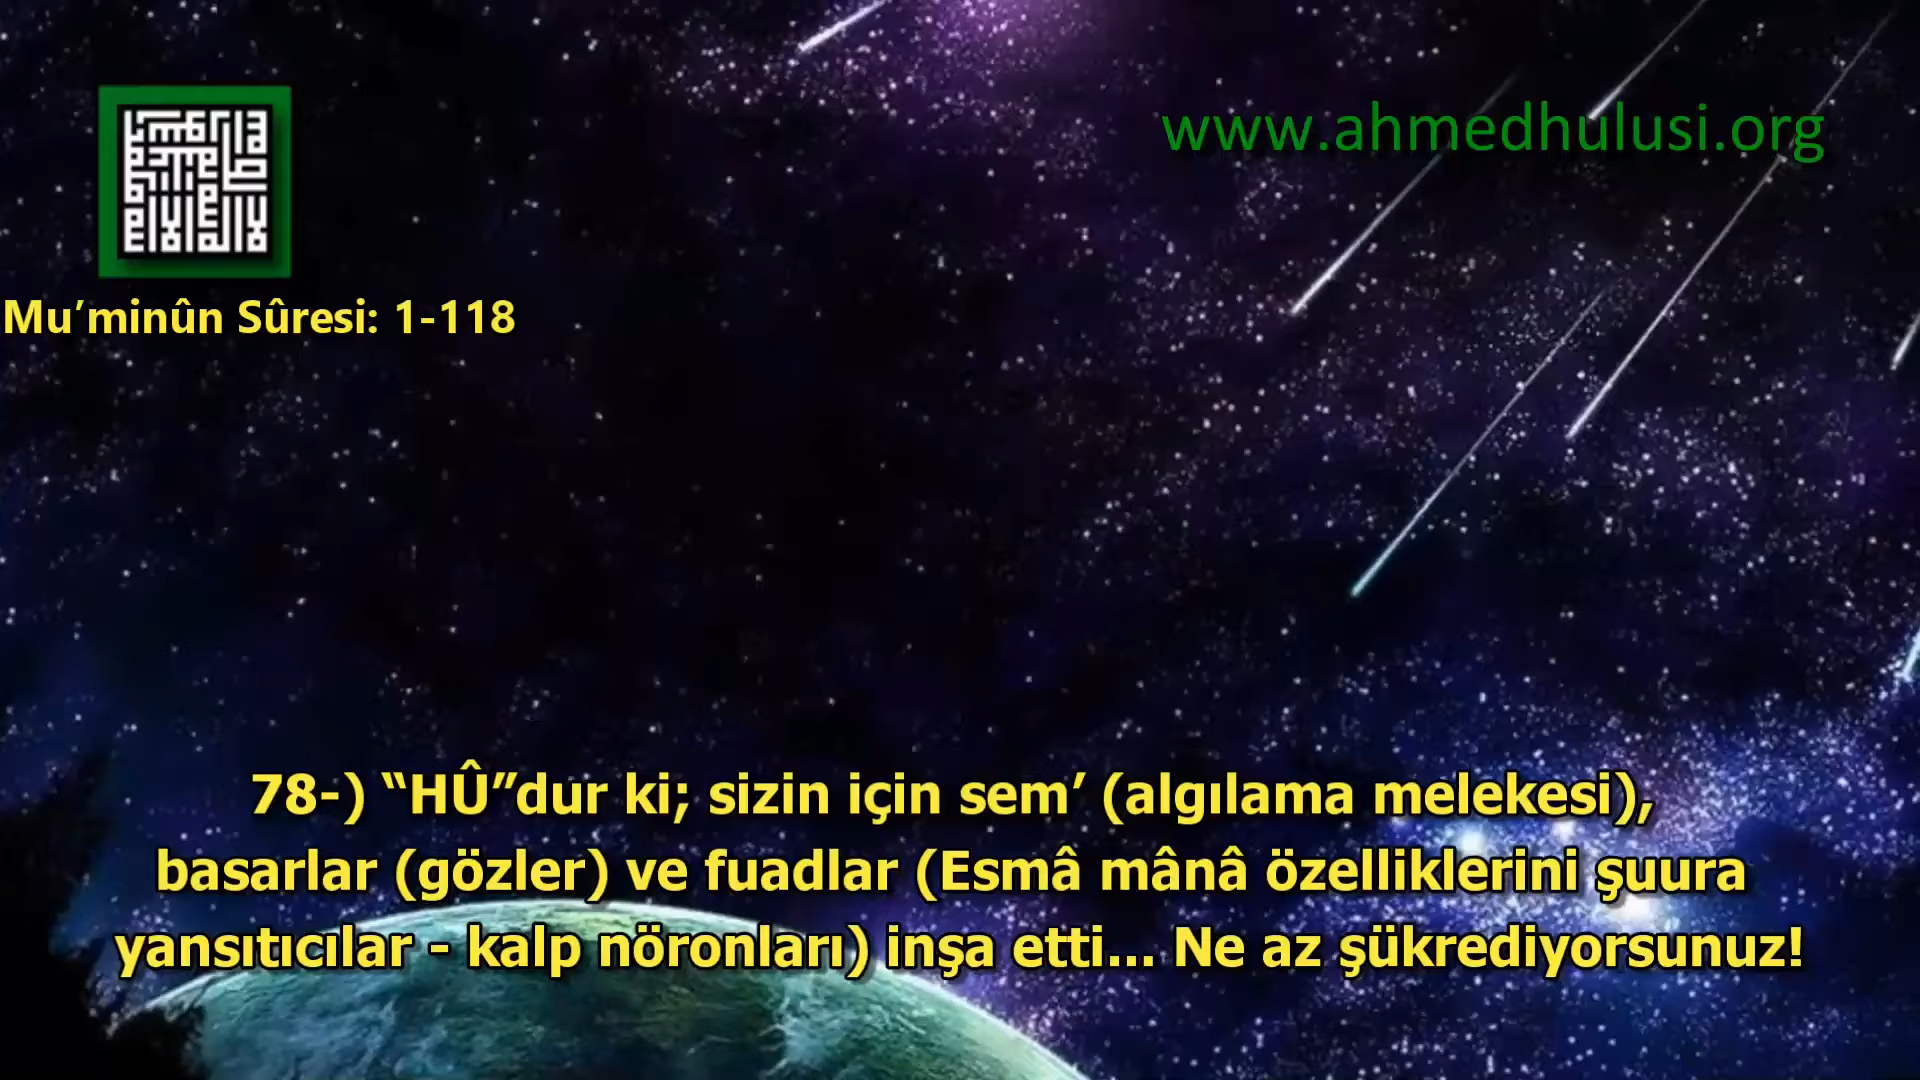 www.ahmedhulusi.org
Mu’minûn Sûresi: 1-118
78-) “HÛ”dur ki; sizin için sem’ (algılama melekesi),
basarlar (gözler) ve fuadlar (Esmâ mânâ özelliklerini şuura
yansıtıcılar - kalp nöronları) inşa etti... Ne az şükrediyorsunuz!